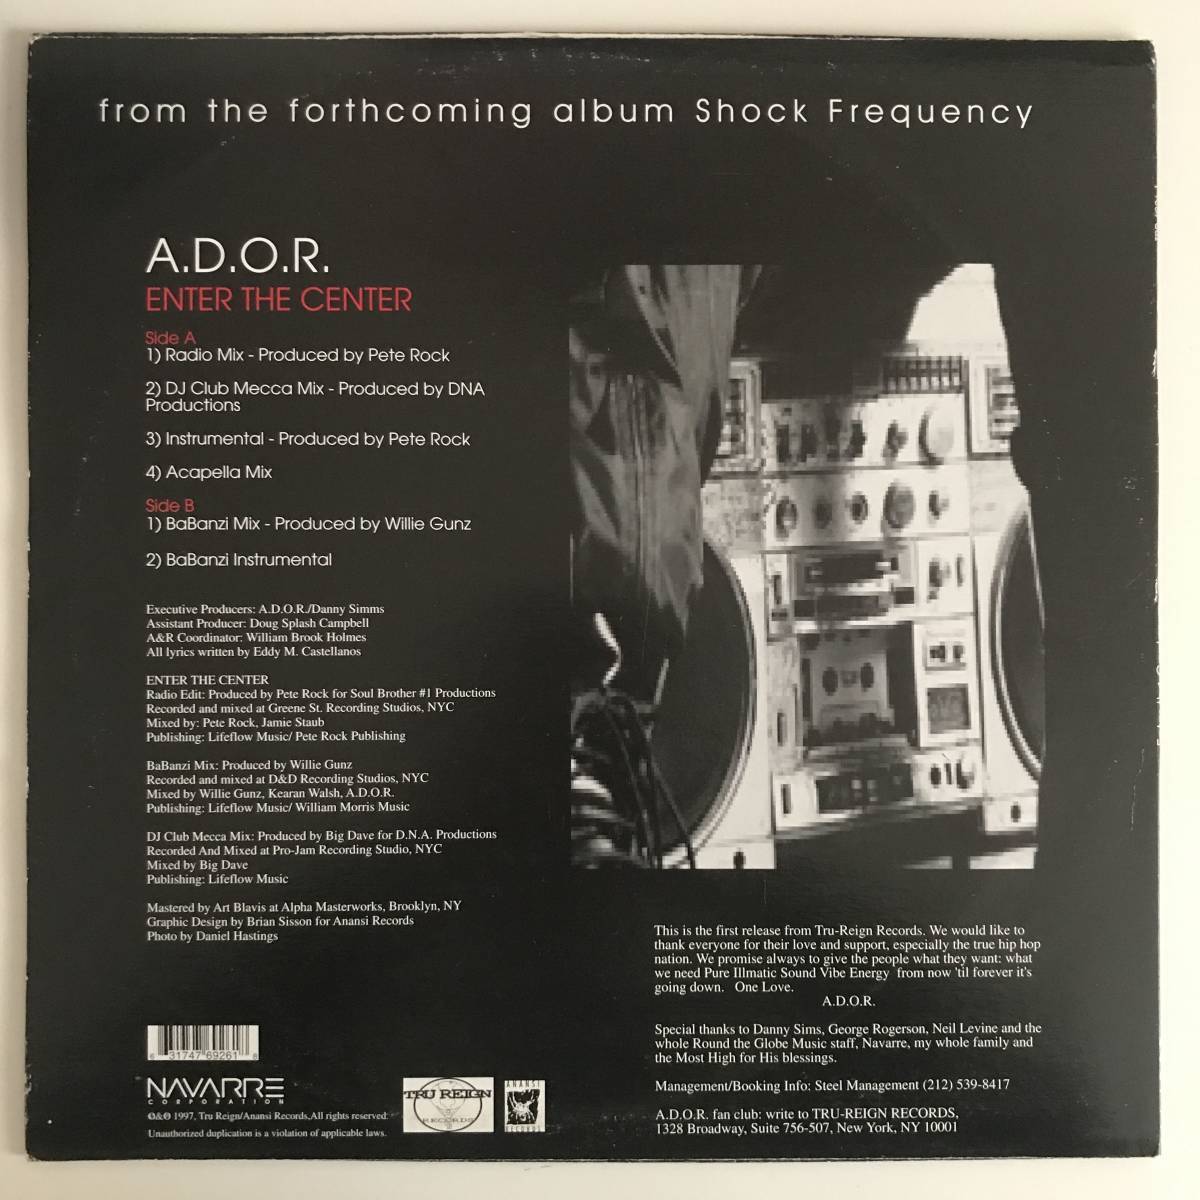 from the forthcoming album Shock Frequency
A.D.O.R.
ENTER THE CENTER
Side A
1) Radio Mix - Produced by Pete Rock
2) DJ Club Mecca Mix - Produced by DNA
Productions
3) Instrumental - Produced by Pete Rock
4) Acapella Mix
Side B
1) BaBanzi Mix - Produced by Willie Gunz
2) BaBanzi Instrumental
Executive Producers: A.D.O.R./Danny Simms
Assistant Producer: Doug Splash Campbell
A&R Coordinator: William Brook Holmes
All lyrics written by Eddy M. Castellanos
ENTER THE CENTER
Radio Edit: Produced by Pete Rock for Soul Brother #1 Productions
Recorded and mixed at Greene St. Recording Studios, NYC
Mixed by: Pete Rock, Jamie Staub
Publishing: Lifeflow Music/ Pete Rock Publishing
BaBanzi Mix: Produced by Willie Gunz
Recorded and mixed at D&D Recording Studios, NYC
Mixed by Willie Gunz, Kearan Walsh, A.D.O.R.
Publishing: Lifeflow Music/ William Morris Music
DJ Club Mecca Mix: Produced by Big Dave for D.N.A. Productions
Recorded And Mixed at Pro-Jam Recording Studio, NYC
Mixed by Big Dave
Publishing: Lifeflow Music
Mastered by Art Blavis at Alpha Masterworks, Brooklyn, NY
Graphic Design by Brian Sisson for Anansi Records
Photo by Daniel Hastings
This is the first release from Tru-Reign Records. We would like to
thank everyone for their love and support, especially the true hip hop
nation. We promise always to give the people what they want: what
we need Pure Illmatic Sound Vibe Energy from now 'til forever it's
going down. One Love.
A.D.O.R.
Special thanks to Danny Sims, George Rogerson, Neil Levine and the
whole Round the Globe Music staff, Navarre, my whole family and
the Most High for His blessings.
Management/Booking Info: Steel Management (212) 539-8417
A.D.O.R. fan club: write to TRU-REIGN RECORDS,
1328 Broadway, Suite 756-507, New York, NY 10001
6 31747 69261 8
NAVARRE
CORPORATION
℗&© 1997, Tru Reign/Anansi Records, All rights reserved.
Unauthorized duplication is a violation of applicable laws.
TRU REIGN
RECORDS
ANANSI
RECORDS